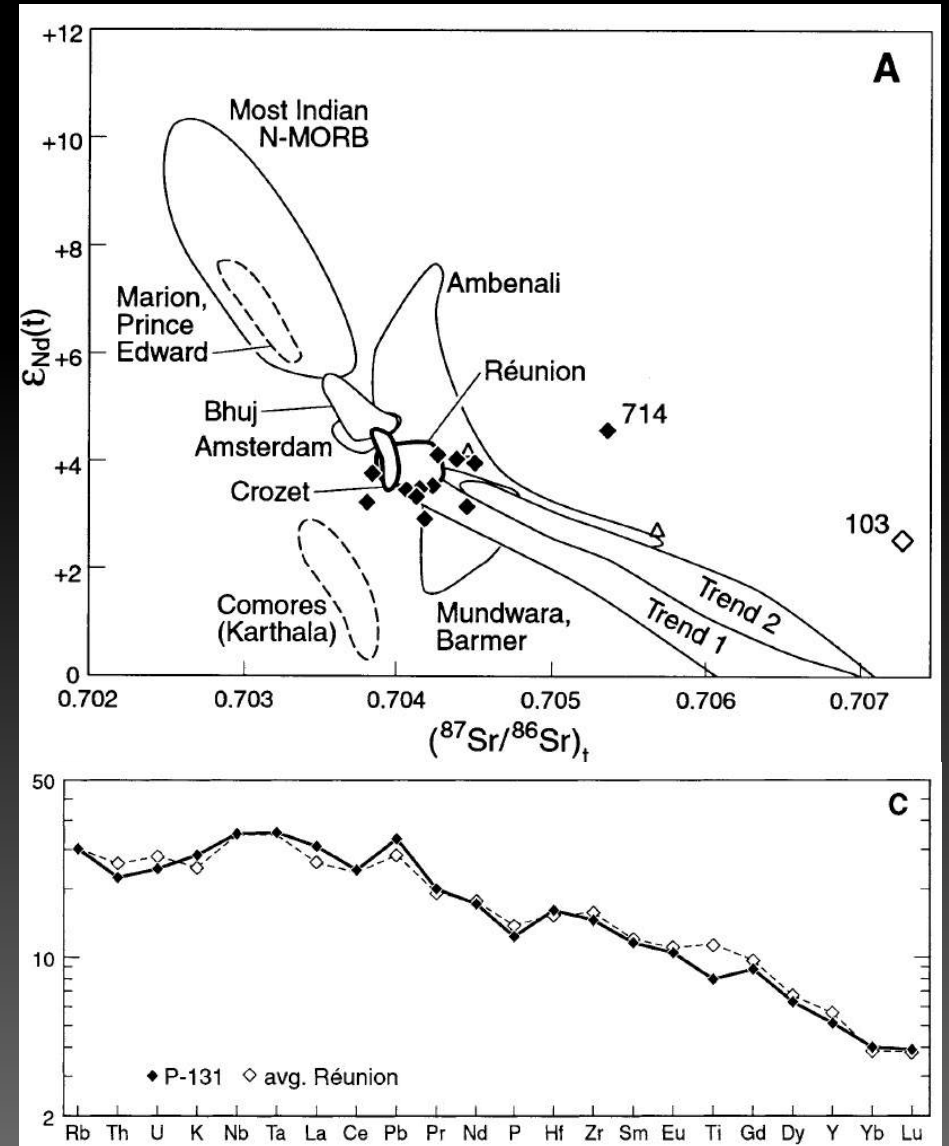 A
+12
+10
+8
+6
+4
+2
0
εNd(t)
Most Indian
N-MORB
Marion,
Prince
Edward
Ambenali
Réunion
Bhuj
Amsterdam
Crozet
714
103
Comores
(Karthala)
Mundwara,
Barmer
Trend 1
Trend 2
0.702 0.703 0.704 0.705 0.706 0.707
(87Sr/86Sr)t
C
50
10
2
P-131 avg. Réunion
Rb Th U K Nb Ta La Ce Pb Pr Nd P Hf Zr Sm Eu Ti Gd Dy Y Yb Lu